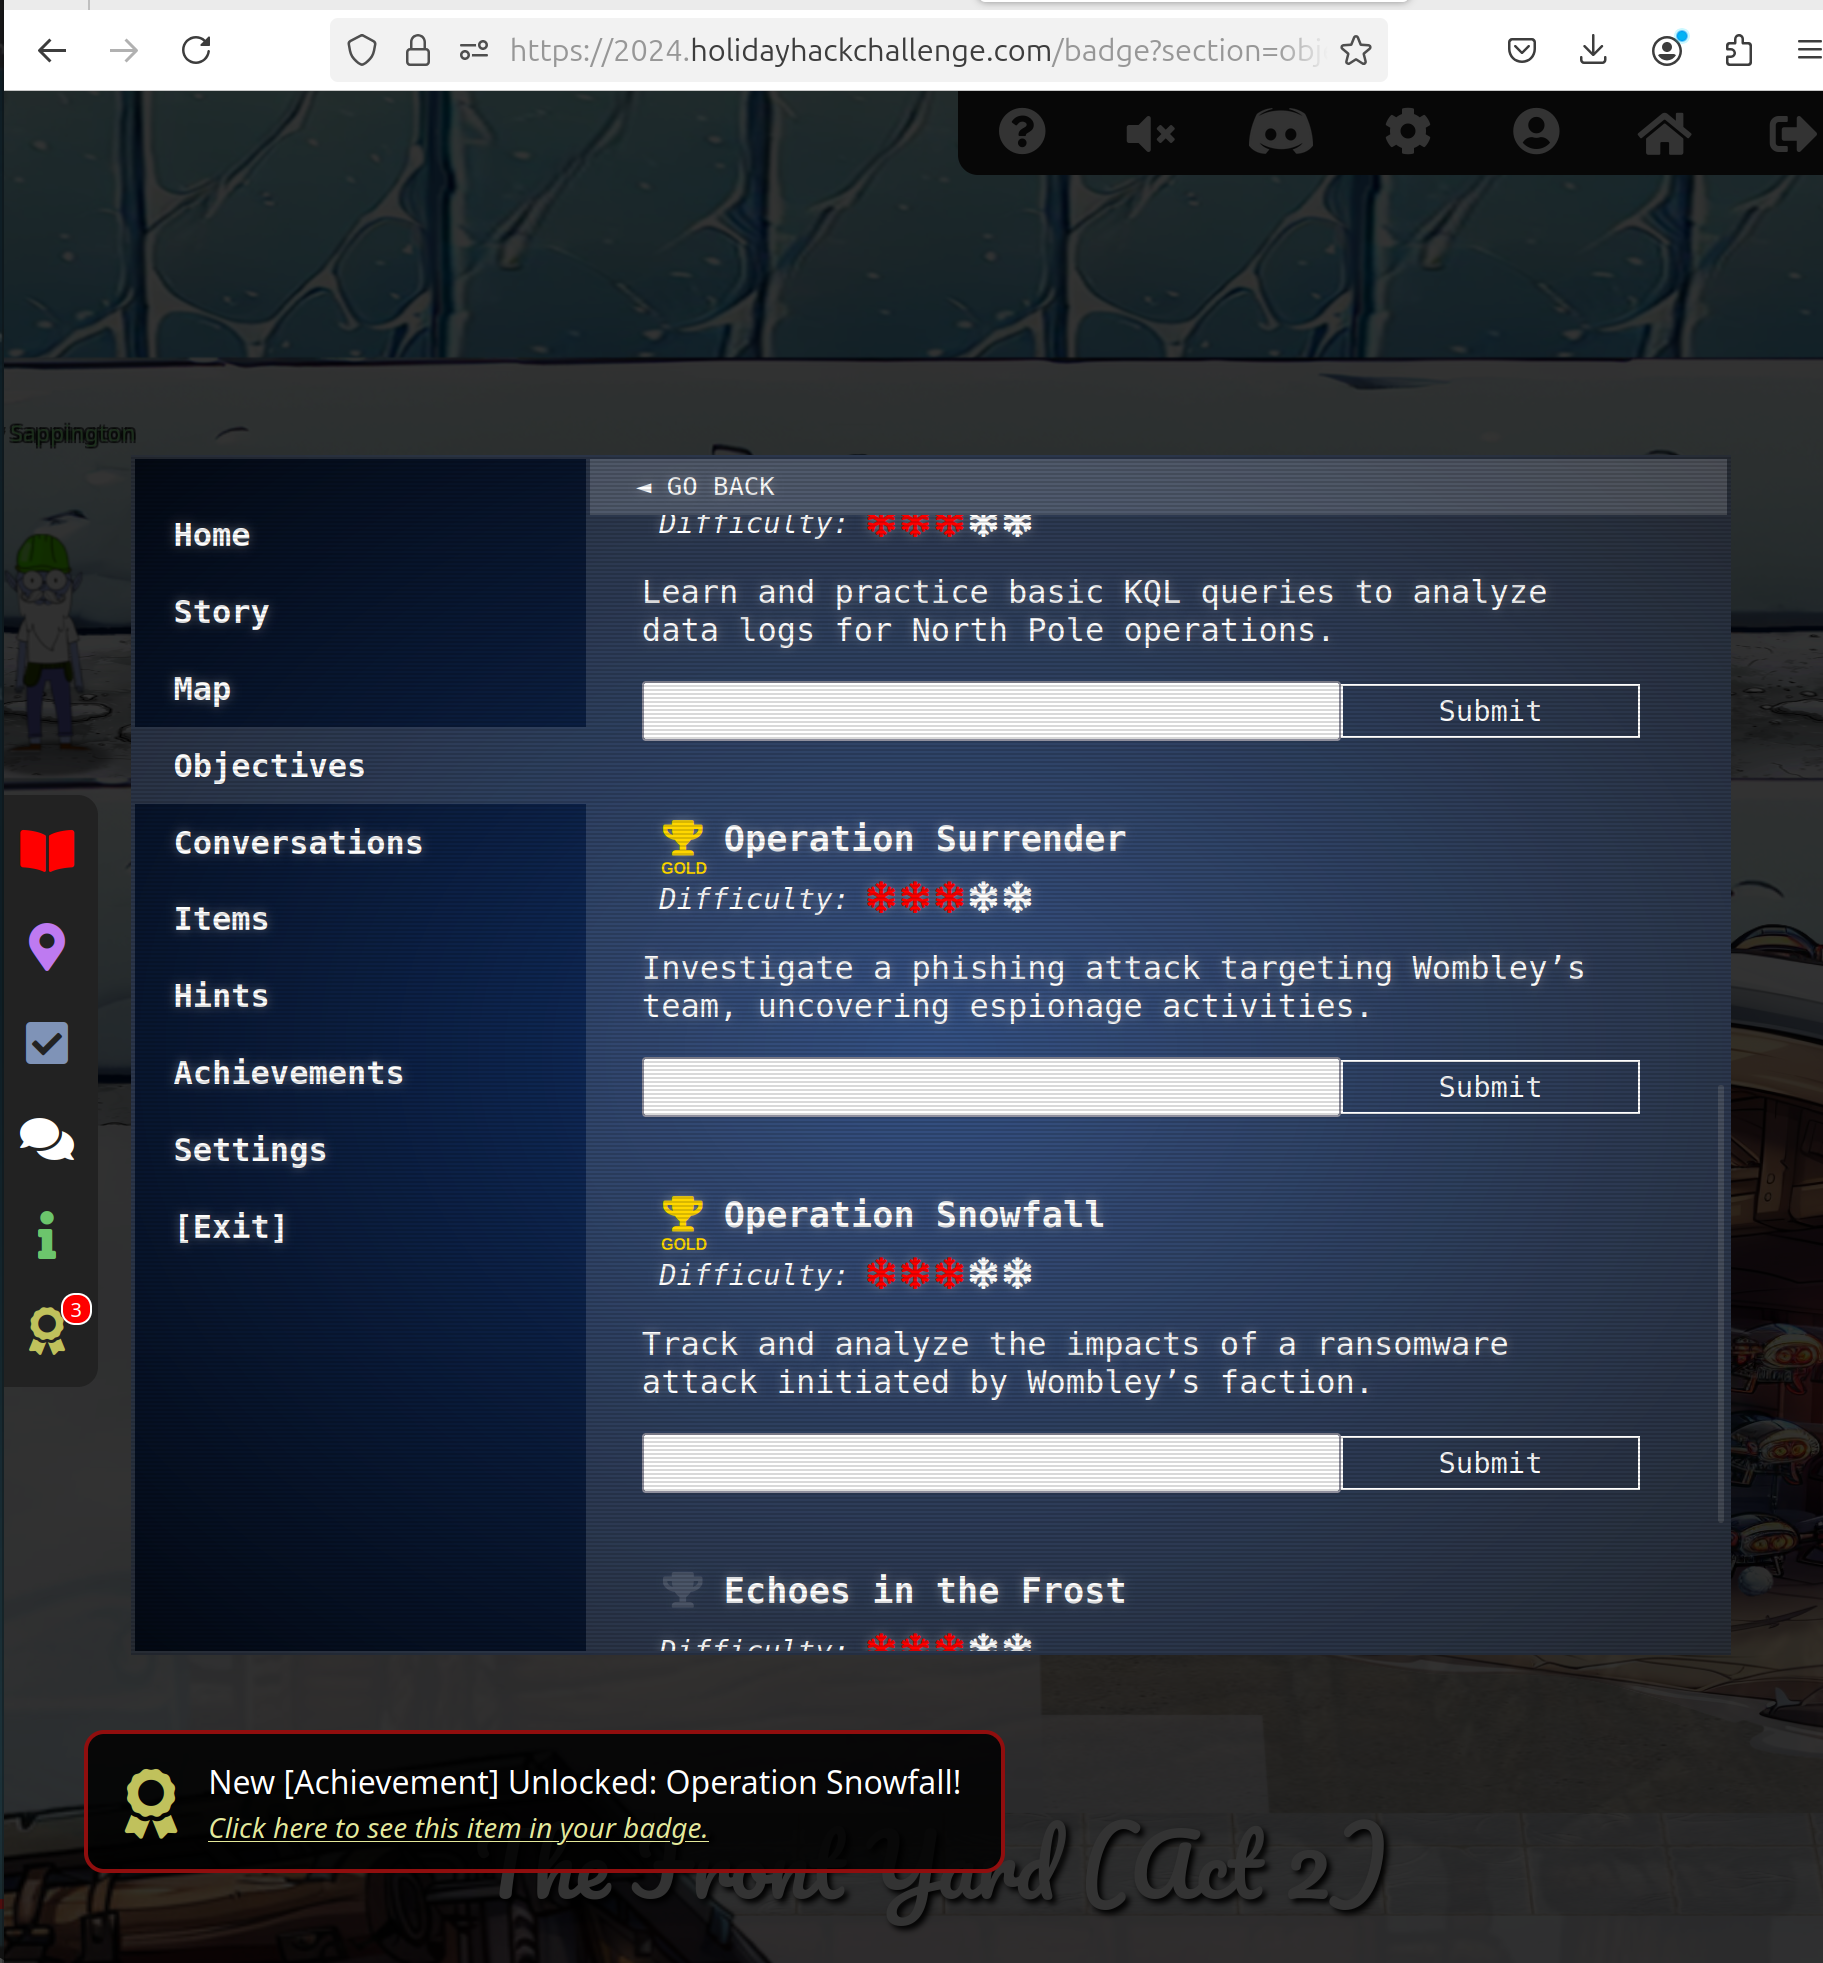 https://2024.holidayhackchallenge.com/badge?section=obj
Sappington
◄ GO BACK
Home
Story
Map
Objectives
Conversations
Items
Hints
Achievements
Settings
[Exit]
Difficulty:
Learn and practice basic KQL queries to analyze
data logs for North Pole operations.
Submit
Operation Surrender
GOLD
Difficulty:
Investigate a phishing attack targeting Wombley’s
team, uncovering espionage activities.
Submit
Operation Snowfall
GOLD
Difficulty:
Track and analyze the impacts of a ransomware
attack initiated by Wombley’s faction.
Submit
Echoes in the Frost
Difficulty:
3
New [Achievement] Unlocked: Operation Snowfall!
Click here to see this item in your badge.
The Front Yard (Act 2)